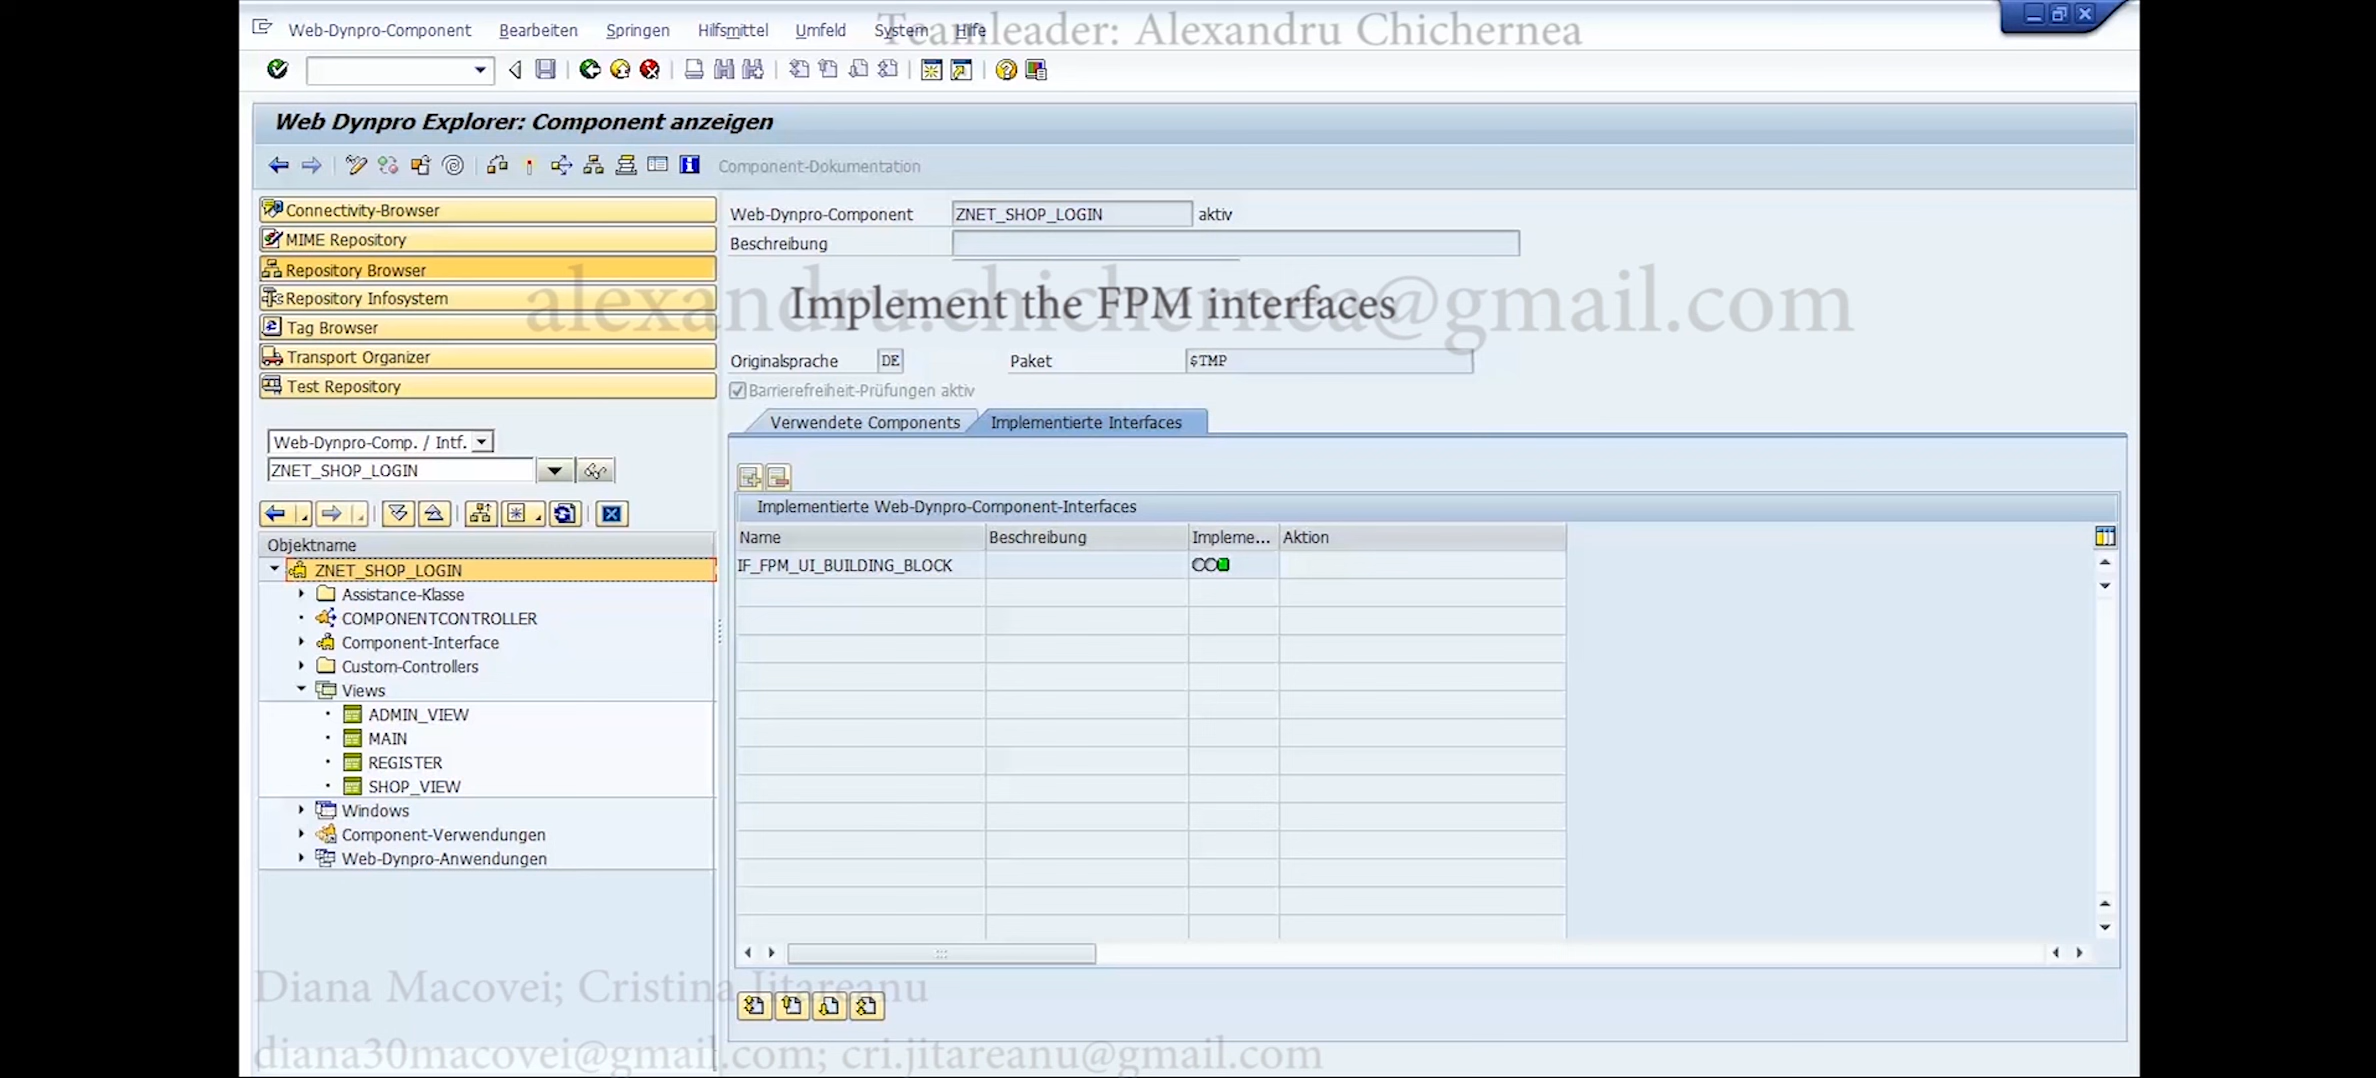 Teamleader: Alexandru Chichernea
Web-Dynpro-Component Bearbeiten Springen Hilfsmittel Umfeld System Hilfe
Web Dynpro Explorer: Component anzeigen
Component-Dokumentation
Connectivity-Browser
MIME Repository
Repository Browser
Repository Infosystem
Tag Browser
Transport Organizer
Test Repository
Web-Dynpro-Comp. / Intf.
ZNET_SHOP_LOGIN
Objektname
ZNET_SHOP_LOGIN
Assistance-Klasse
COMPONENTCONTROLLER
Component-Interface
Custom-Controllers
Views
ADMIN_VIEW
MAIN
REGISTER
SHOP_VIEW
Windows
Component-Verwendungen
Web-Dynpro-Anwendungen
Web-Dynpro-Component ZNET_SHOP_LOGIN aktiv
Beschreibung
alexandru.chichernea@gmail.com
Implement the FPM interfaces
Originalsprache DE Paket $TMP
Barrierefreiheit-Prüfungen aktiv
Verwendete Components Implementierte Interfaces
Implementierte Web-Dynpro-Component-Interfaces
Name Beschreibung Impleme... Aktion
IF_FPM_UI_BUILDING_BLOCK
Diana Macovei; Cristina Jitareanu
diana30macovei@gmail.com; cri.jitareanu@gmail.com